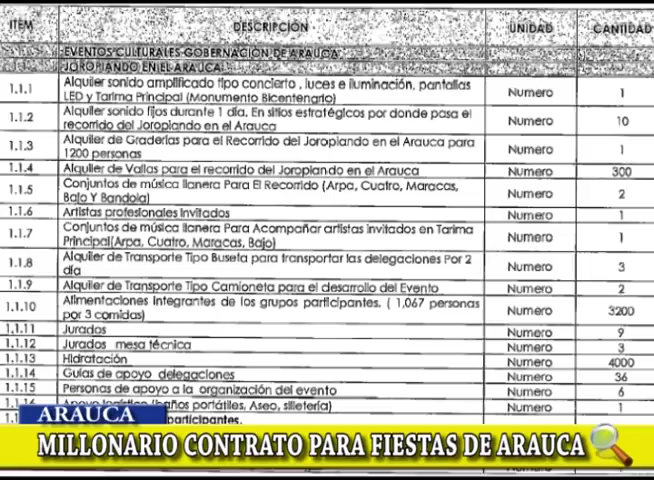 ITEM DESCRIPCIÓN UNIDAD CANTIDAD
EVENTOS CULTURALES GOBERNACIÓN DE ARAUCA
JOROPIANDO EN EL ARAUCA
1.1.1 Alquiler sonido amplificado tipo concierto , luces e iluminación, pantallas
LED y Tarima Principal (Monumento Bicentenario) Numero 1
1.1.2 Alquiler sonido fijos durante 1 día, En sitios estratégicos por donde pasa el
recorrido del Joropiando en el Arauca Numero 10
1.1.3 Alquiler de Graderías para el Recorrido del Joropiando en el Arauca para
1200 personas Numero 1
1.1.4 Alquiler de Vallas para el recorrido del Joropiando en el Arauca Numero 300
1.1.5 Conjuntos de música llanera Para El Recorrido (Arpa, Cuatro, Maracas,
Bajo Y Bandola) Numero 2
1.1.6 Artistas profesionales Invitados Numero 1
1.1.7 Conjuntos de música llanera Para Acompañar artistas invitados en Tarima
Principal(Arpa, Cuatro, Maracas, Bajo) Numero 1
1.1.8 Alquiler de Transporte Tipo Buseta para transportar las delegaciones Por 2
día Numero 3
1.1.9 Alquiler de Transporte Tipo Camioneta para el desarrollo del Evento Numero 2
1.1.10 Alimentaciones integrantes de los grupos participantes. ( 1,067 personas
por 3 comidas) Numero 3200
1.1.11 Jurados Numero 9
1.1.12 Jurados mesa técnica Numero 3
1.1.13 Hidratación Numero 4000
1.1.14 Guías de apoyo delegaciones Numero 36
1.1.15 Personas de apoyo a la organización del evento Numero 6
baños portátiles, Aseo, silletería) Numero 1
participantes.
ARAUCA
MILLONARIO CONTRATO PARA FIESTAS DE ARAUCA